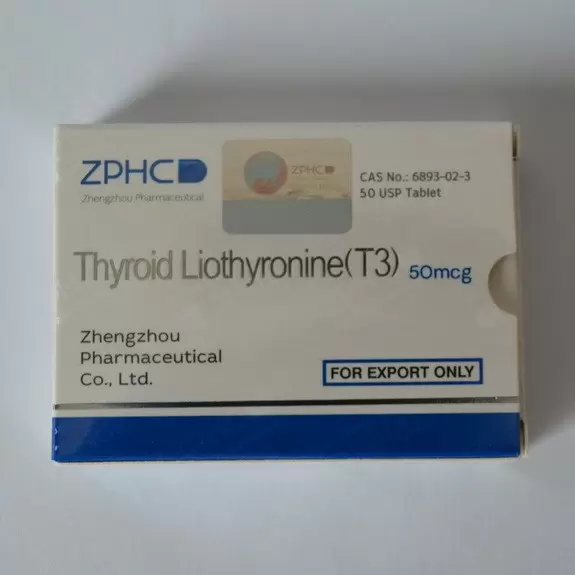 ZPHC
Zhengzhou Pharmaceutical
ZPHC
CAS No.: 6893-02-3
50 USP Tablet
Thyroid Liothyronine(T3) 50mcg
Zhengzhou
Pharmaceutical
Co., Ltd.
FOR EXPORT ONLY